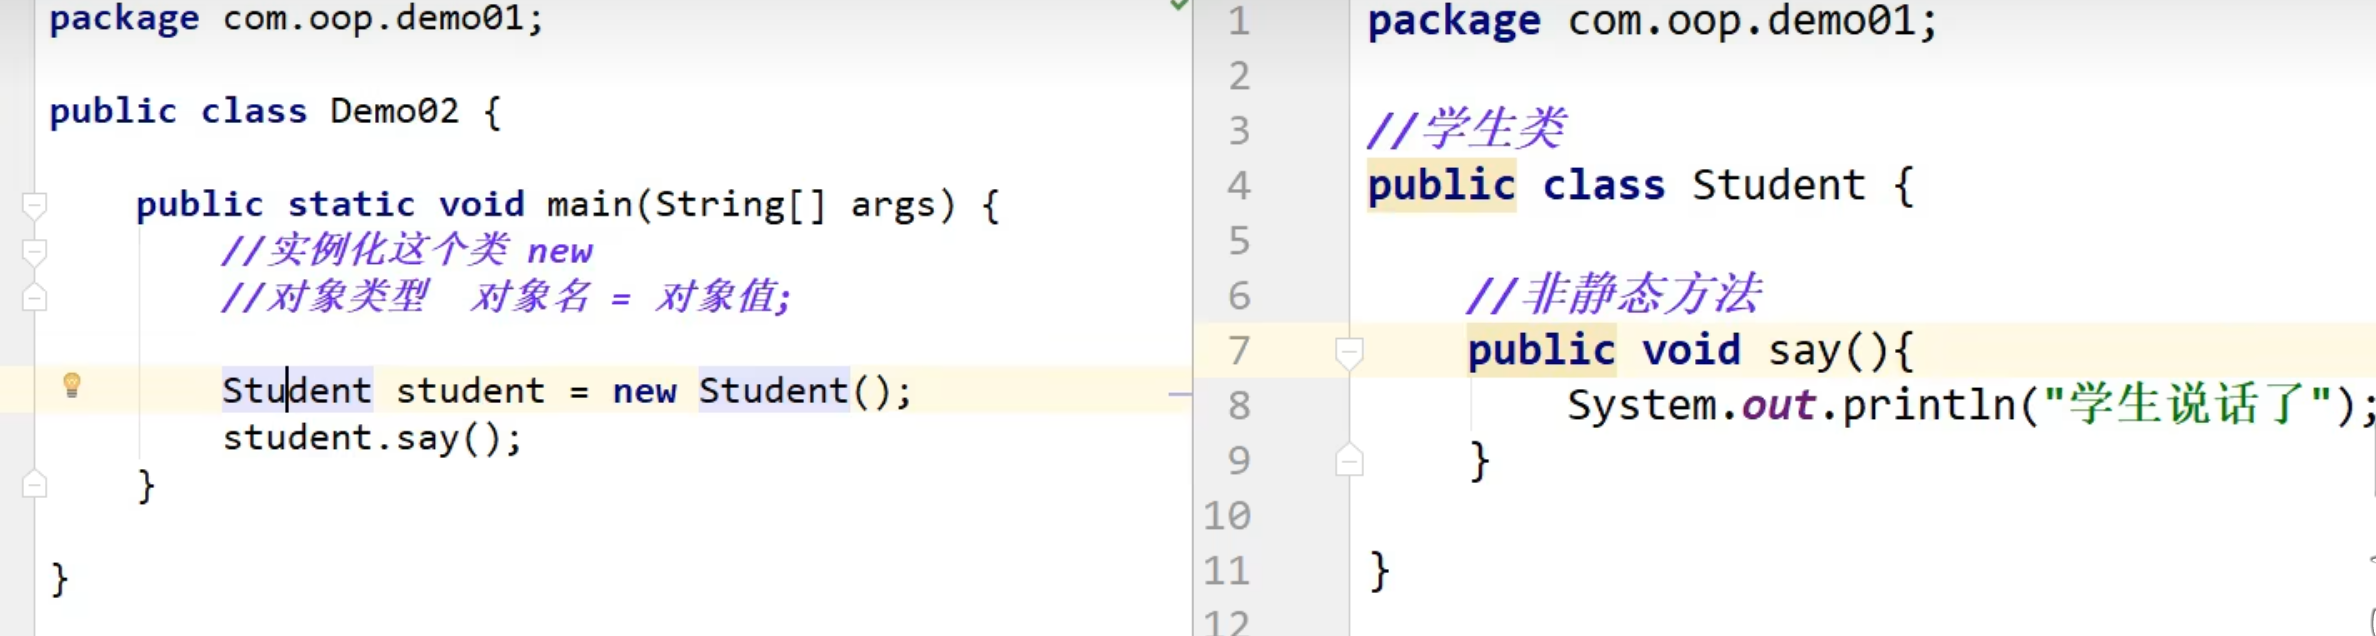 package com.oop.demo01;
public class Demo02 {
public static void main(String[] args) {
//实例化这个类 new
//对象类型  对象名 = 对象值;
Student student = new Student();
student.say();
}
}
1 package com.oop.demo01;
2
3 //学生类
4 public class Student {
5
6 //非静态方法
7 public void say(){
8 System.out.println("学生说话了");
9 }
10
11 }
12